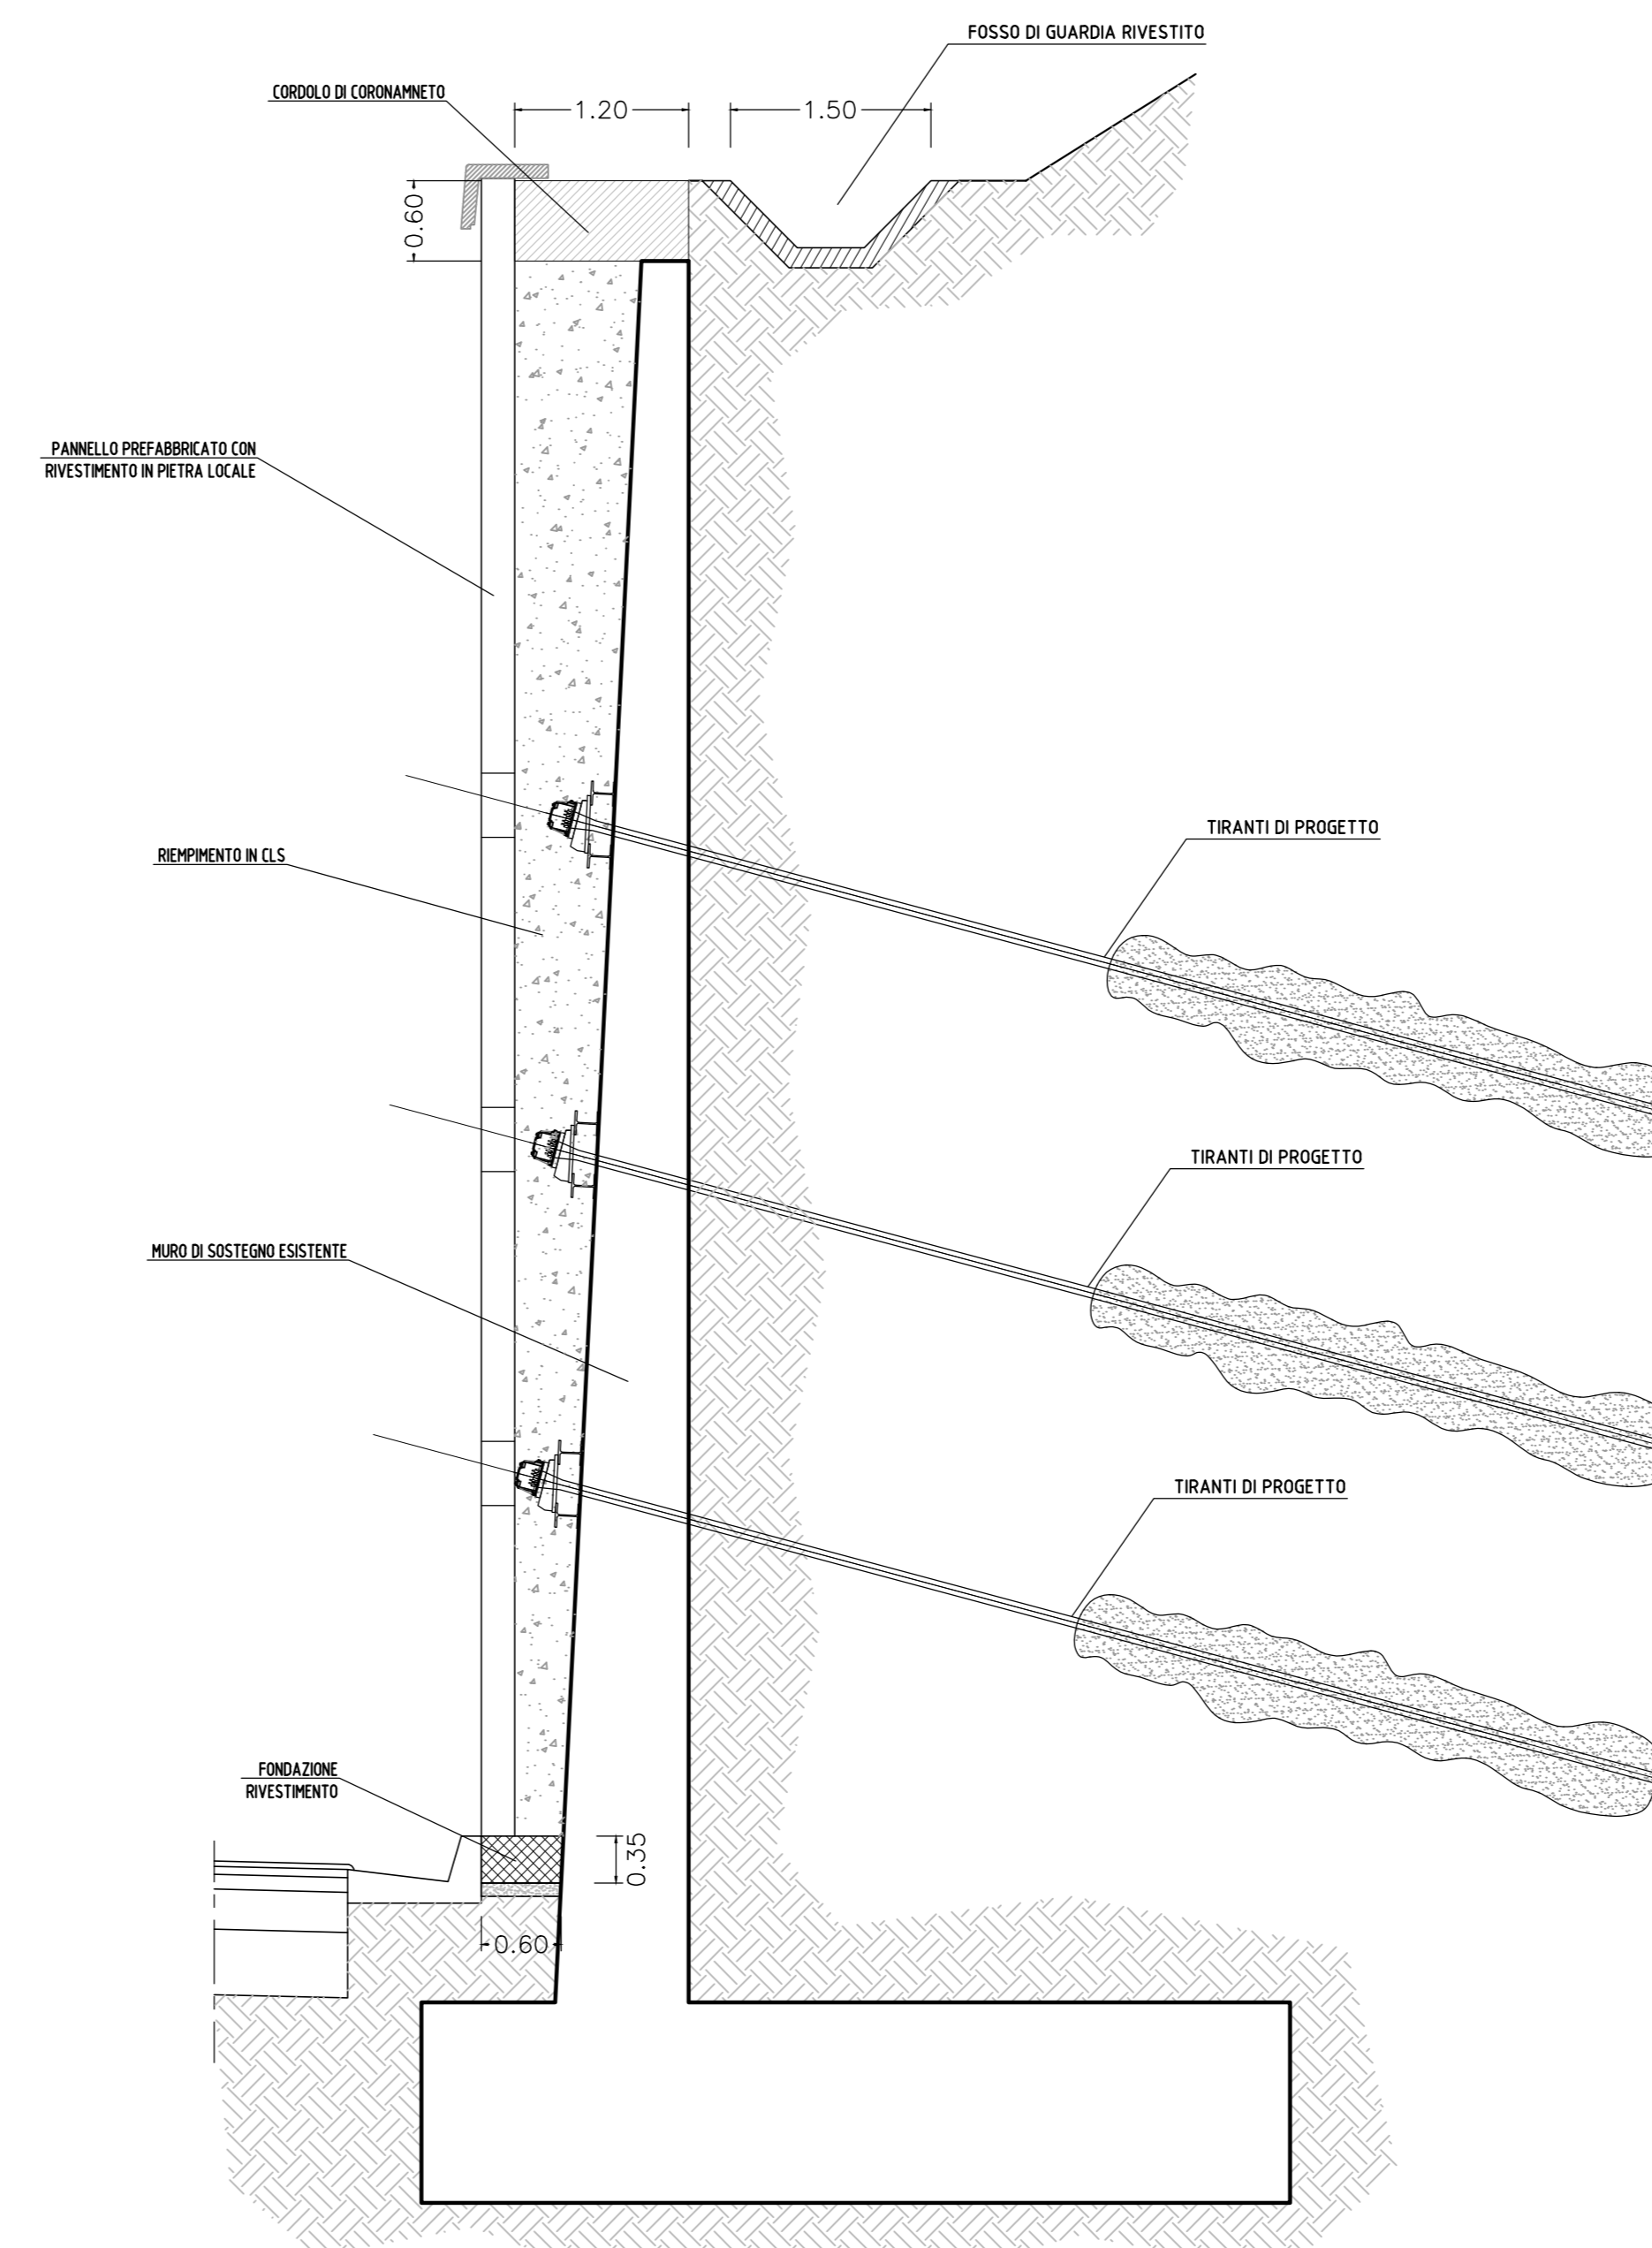 FOSSO DI GUARDIA RIVESTITO
CORDOLO DI CORONAMNETO
1.20
1.50
0.60
PANNELLO PREFABBRICATO CON
RIVESTIMENTO IN PIETRA LOCALE
TIRANTI DI PROGETTO
RIEMPIMENTO IN CLS
TIRANTI DI PROGETTO
MURO DI SOSTEGNO ESISTENTE
TIRANTI DI PROGETTO
FONDAZIONE
RIVESTIMENTO
0.35
0.60